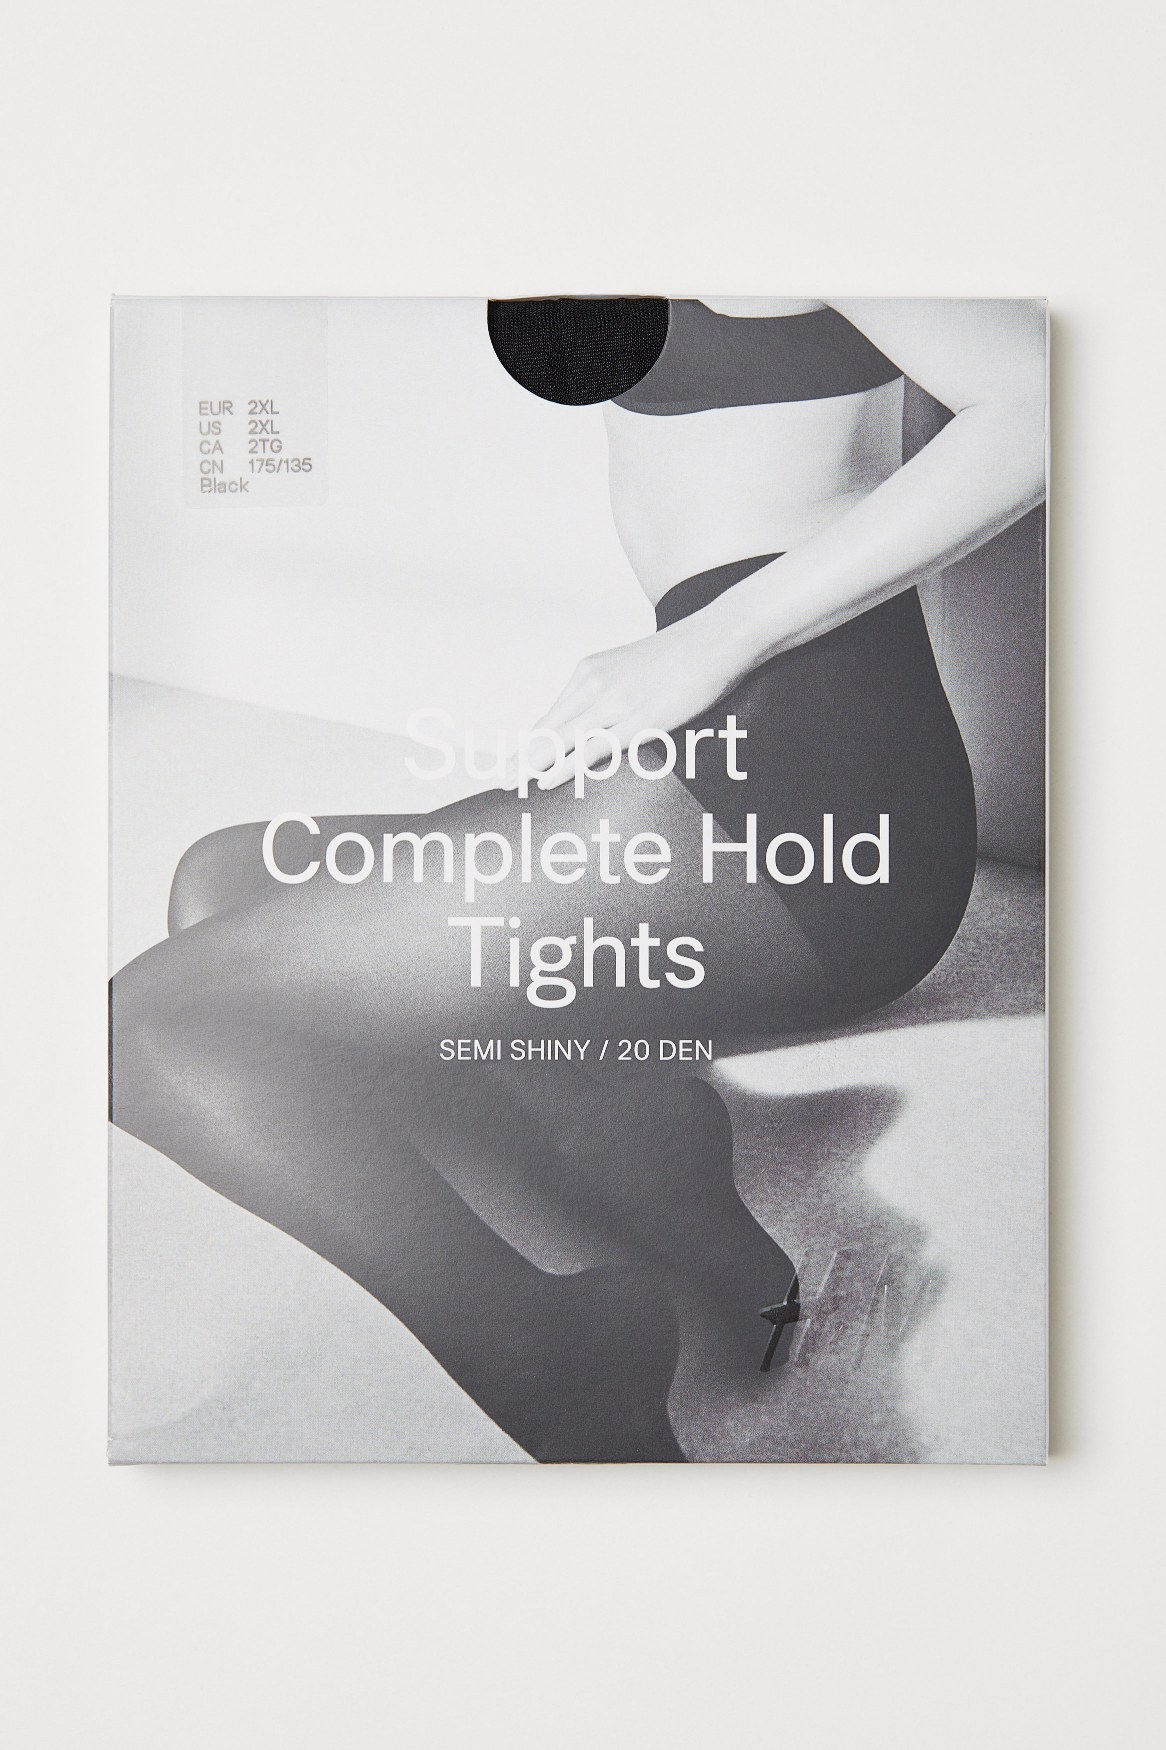 EUR 2XL
US 2XL
CA 2TG
CN 175/135
Black
Support
Complete Hold
Tights
SEMI SHINY / 20 DEN